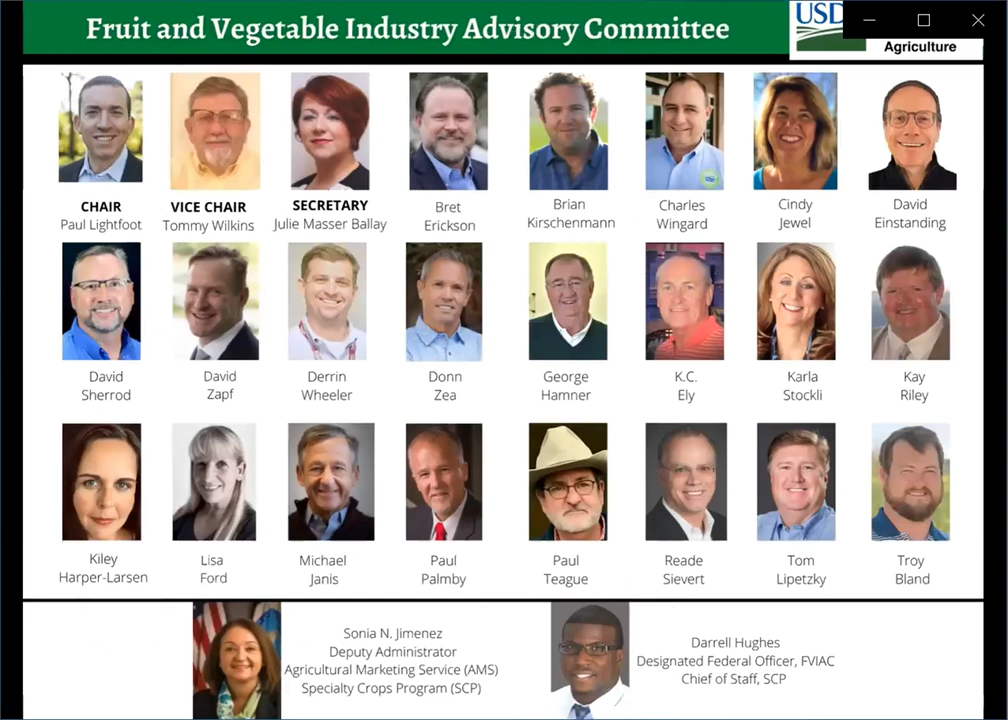 Fruit and Vegetable Industry Advisory Committee
USD
Agriculture
CHAIR
Paul Lightfoot
VICE CHAIR
Tommy Wilkins
SECRETARY
Julie Masser Ballay
Bret
Erickson
Brian
Kirschenmann
Charles
Wingard
Cindy
Jewel
David
Einstanding
David
Sherrod
David
Zapf
Derrin
Wheeler
Donn
Zea
George
Hamner
K.C.
Ely
Karla
Stockli
Kay
Riley
Kiley
Harper-Larsen
Lisa
Ford
Michael
Janis
Paul
Palmby
Paul
Teague
Reade
Sievert
Tom
Lipetzky
Troy
Bland
Sonia N. Jimenez
Deputy Administrator
Agricultural Marketing Service (AMS)
Specialty Crops Program (SCP)
Darrell Hughes
Designated Federal Officer, FVIAC
Chief of Staff, SCP